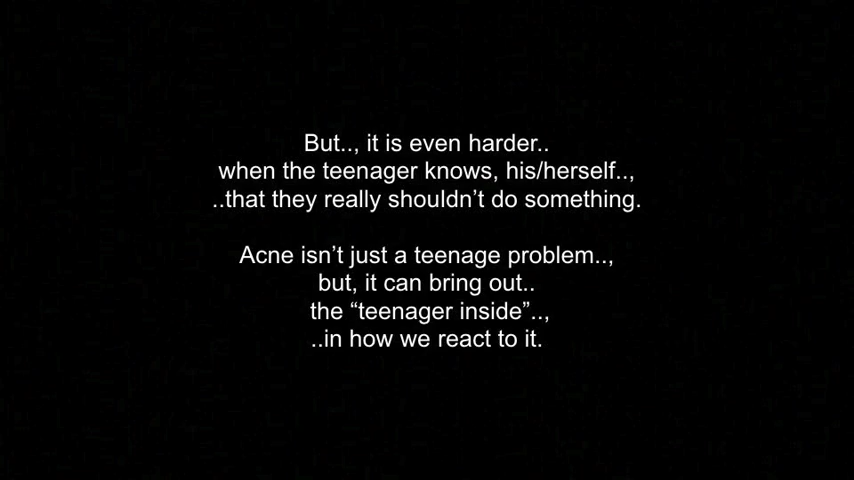 But.., it is even harder..
when the teenager knows, his/herself..,
..that they really shouldn’t do something.
Acne isn’t just a teenage problem..,
but, it can bring out..
the “teenager inside”..,
..in how we react to it.